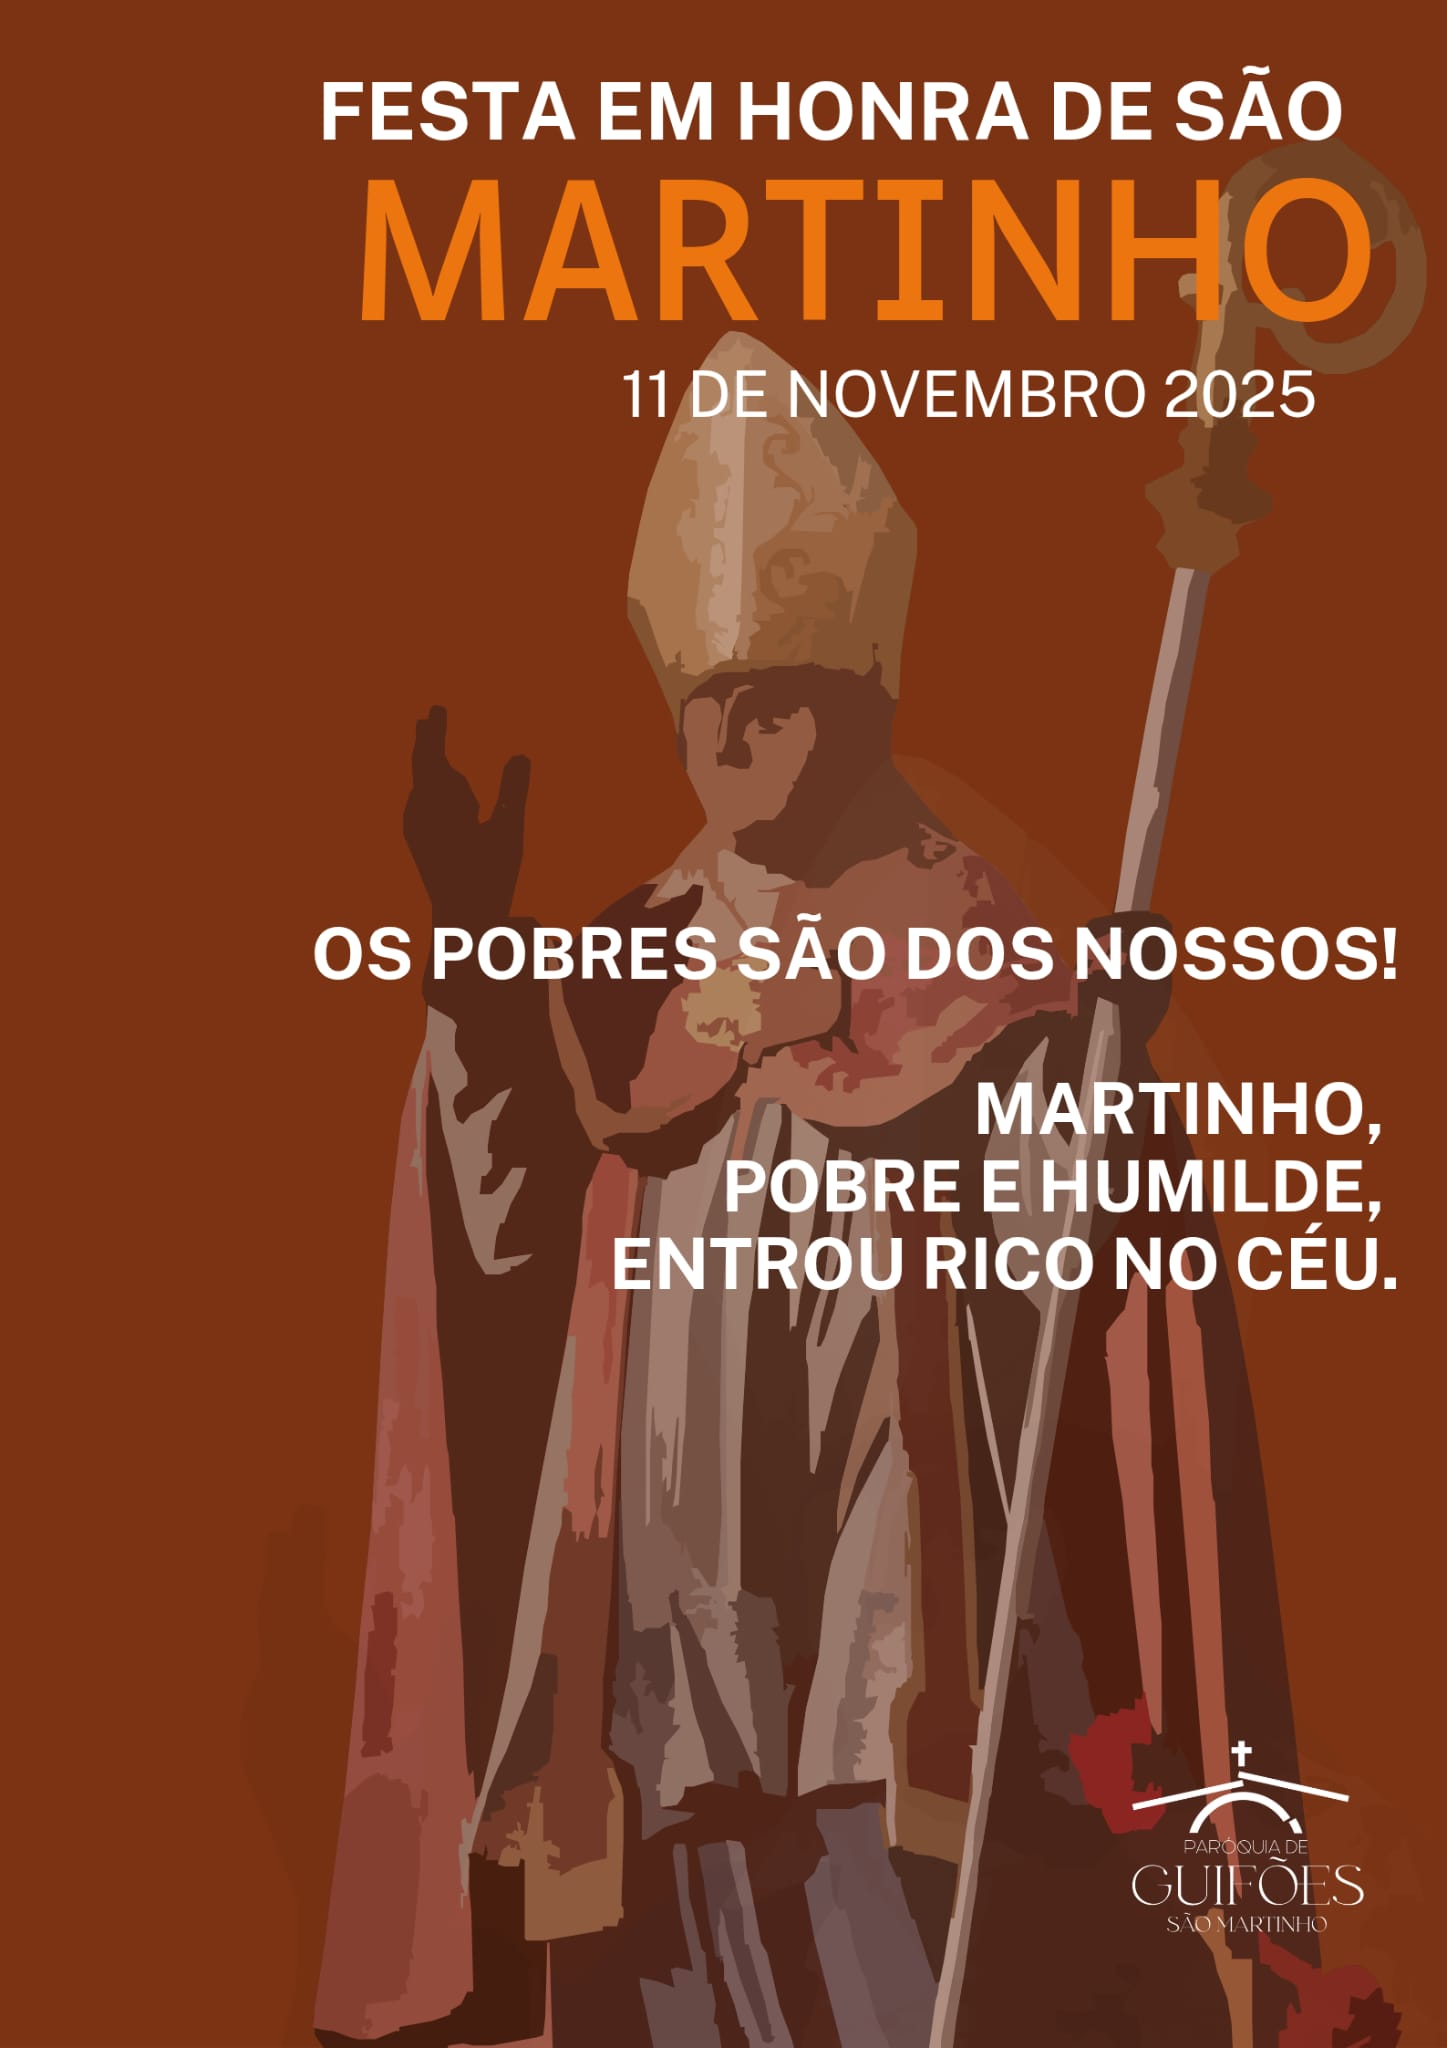 FESTA EM HONRA DE SÃO
MARTINHO
11 DE NOVEMBRO 2025
OS POBRES SÃO DOS NOSSOS!
MARTINHO,
POBRE E HUMILDE,
ENTROU RICO NO CÉU.
PARÓQUIA DE
GUIFÕES
SÃO MARTINHO